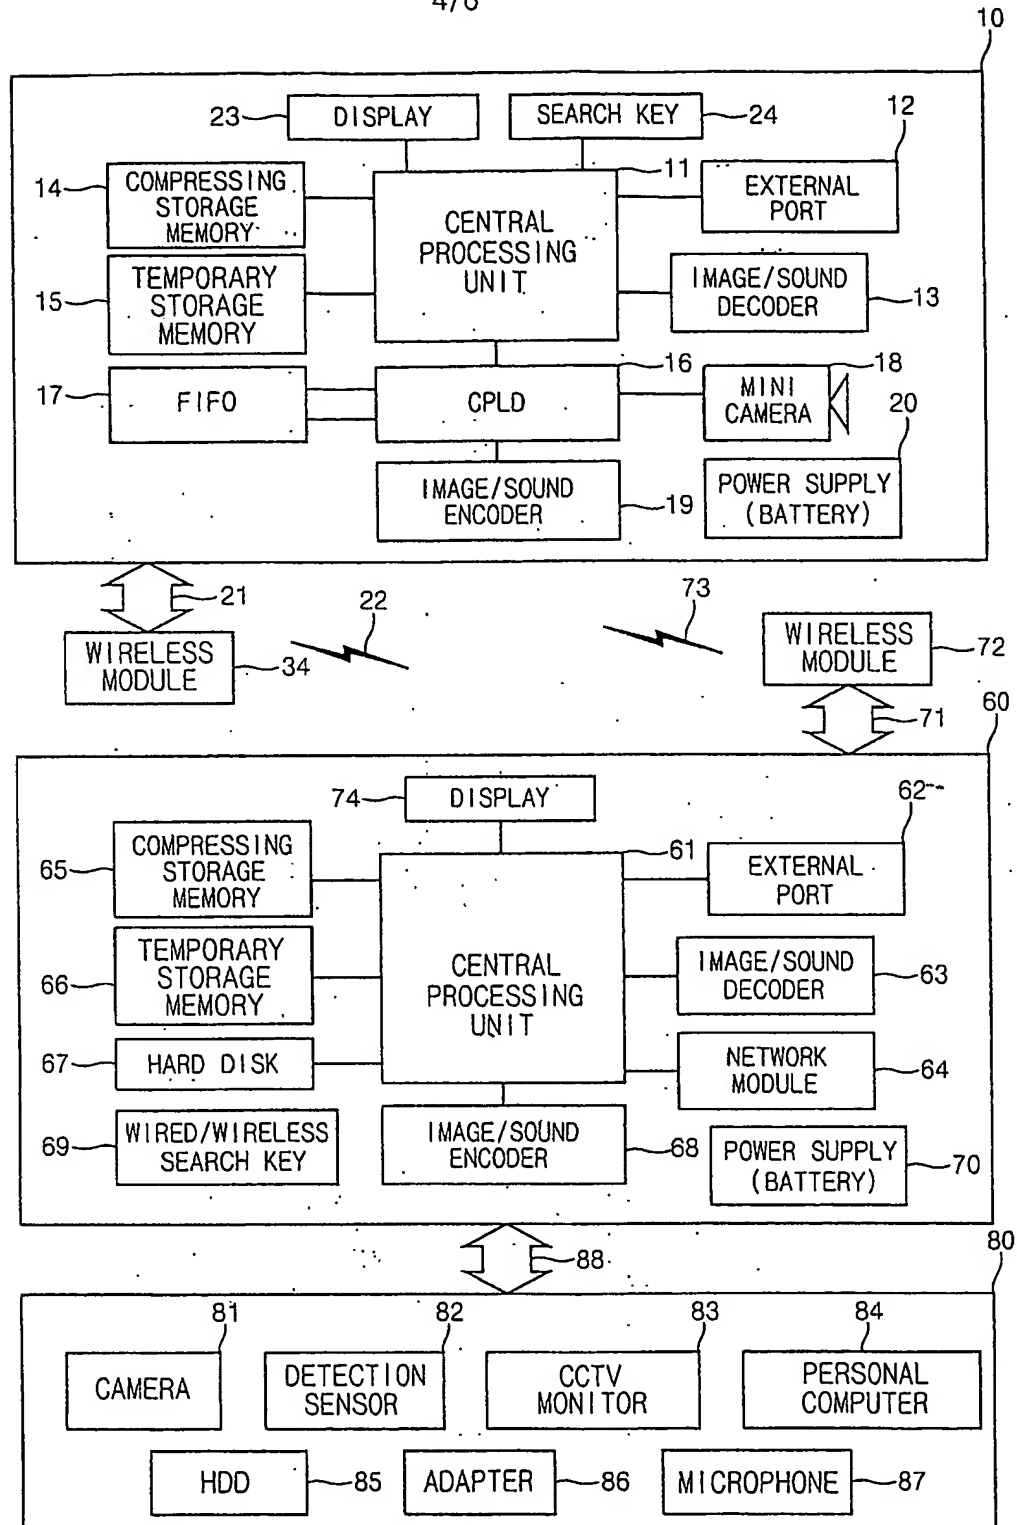 4/6
10
23 DISPLAY
SEARCH KEY 24
12
14 COMPRESSING
STORAGE
MEMORY
11
CENTRAL
PROCESSING
UNIT
EXTERNAL
PORT
15 TEMPORARY
STORAGE
MEMORY
IMAGE/SOUND
DECODER 13
17 FIFO
16
CPLD
18
MINI
CAMERA
20
IMAGE/SOUND
ENCODER 19
POWER SUPPLY
(BATTERY)
21
22
73
WIRELESS
MODULE 34
WIRELESS
MODULE 72
71
60
74 DISPLAY
62
65 COMPRESSING
STORAGE
MEMORY
61
CENTRAL
PROCESSING
UNIT
EXTERNAL
PORT
66 TEMPORARY
STORAGE
MEMORY
IMAGE/SOUND
DECODER 63
67 HARD DISK
NETWORK
MODULE 64
69 WIRED/WIRELESS
SEARCH KEY
IMAGE/SOUND
ENCODER 68
POWER SUPPLY
(BATTERY) 70
88
80
81
82
83
84
CAMERA
DETECTION
SENSOR
CCTV
MONITOR
PERSONAL
COMPUTER
HDD 85
ADAPTER 86
MICROPHONE 87